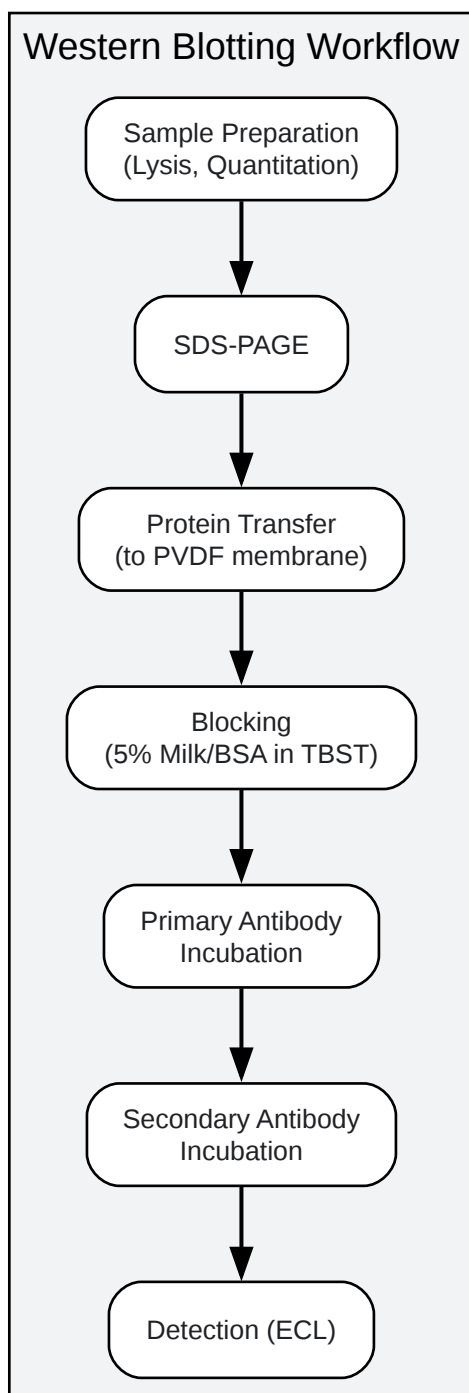 Western Blotting Workflow
Sample Preparation
(Lysis, Quantitation)
SDS-PAGE
Protein Transfer
(to PVDF membrane)
Blocking
(5% Milk/BSA in TBST)
Primary Antibody
Incubation
Secondary Antibody
Incubation
Detection (ECL)